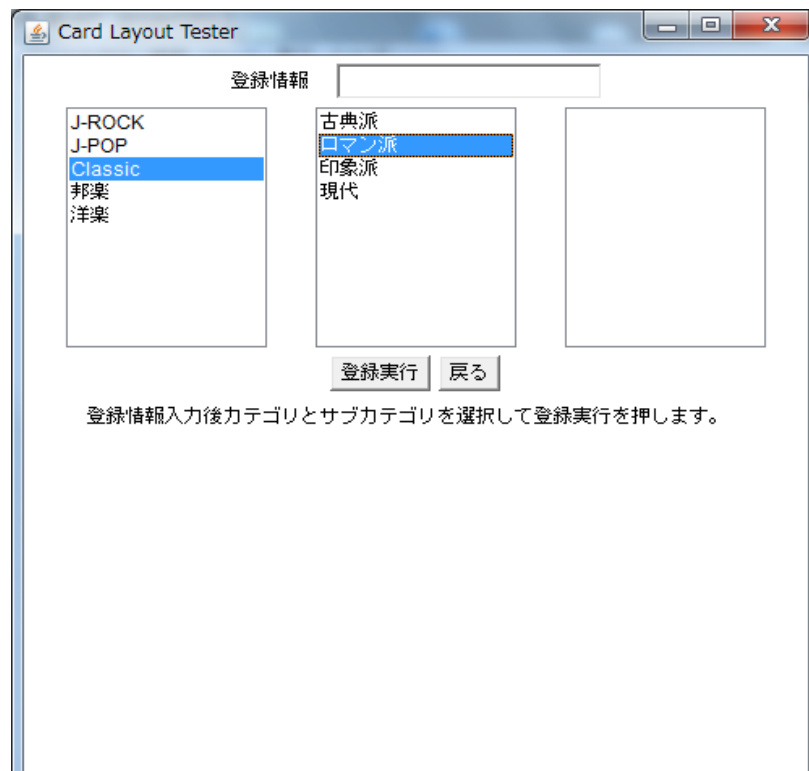 Card Layout Tester
登録情報
J-ROCK
J-POP
Classic
邦楽
洋楽
古典派
ロマン派
印象派
現代
登録実行 戻る
登録情報入力後カテゴリとサブカテゴリを選択して登録実行を押します。